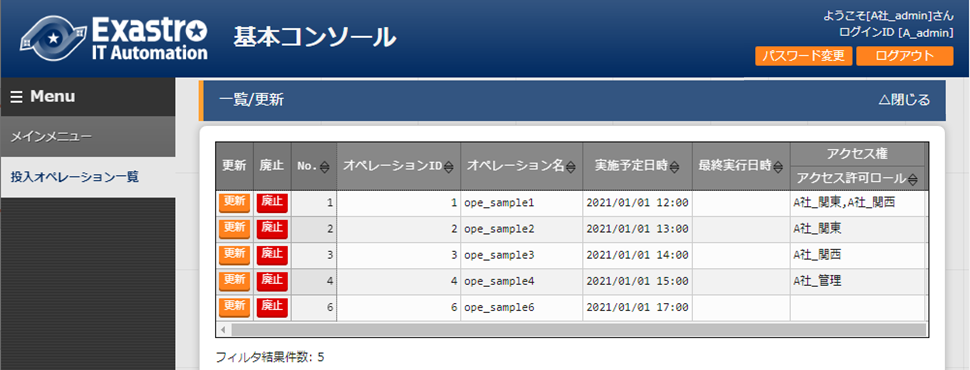 Exastro
IT Automation
基本コンソール
ようこそ[A社_admin]さん
ログインID [A_admin]
パスワード変更 ログアウト
☰ Menu
メインメニュー
投入オペレーション一覧
一覧/更新 △閉じる
更新 廃止 No. オペレーションID オペレーション名 実施予定日時 最終実行日時 アクセス権
アクセス許可ロール
更新 廃止 1 1 ope_sample1 2021/01/01 12:00 A社_関東,A社_関西
更新 廃止 2 2 ope_sample2 2021/01/01 13:00 A社_関東
更新 廃止 3 3 ope_sample3 2021/01/01 14:00 A社_関西
更新 廃止 4 4 ope_sample4 2021/01/01 15:00 A社_管理
更新 廃止 6 6 ope_sample6 2021/01/01 17:00
フィルタ結果件数: 5